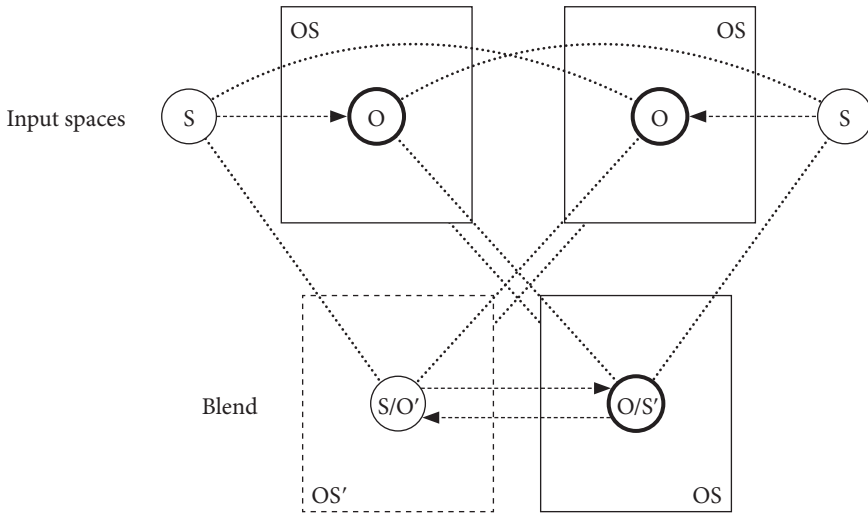 OS OS
Input spaces S O O S
Blend S/O′ O/S′
OS′ OS